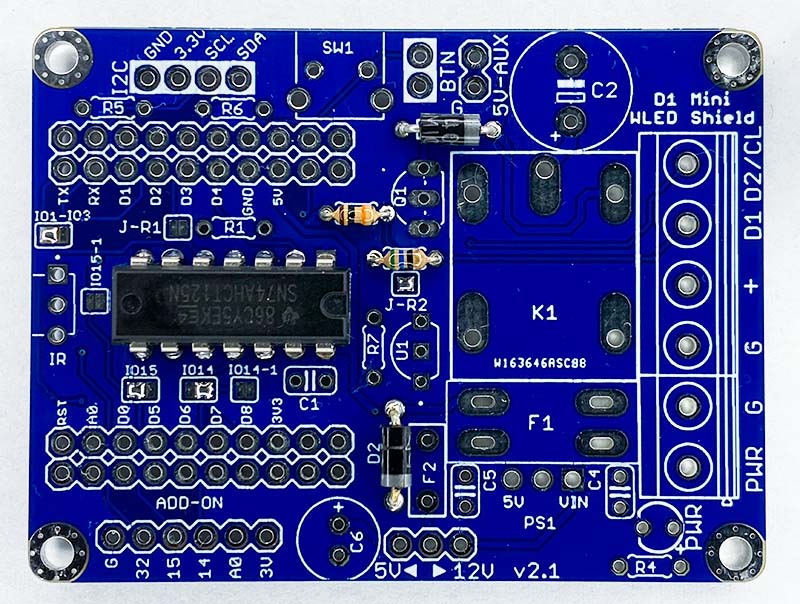 GND
3.3V
SCL
SDA
I2C
SW1
BTN
G
5V-AUX
C2
+
D1 Mini
WLED Shield
R5
R6
TX
RX
D1
D2
D3
D4
GND
5V
Q1
D1 D2/CL
+
G
G
PWR
IO1-IO3
J-R1
R1
IO15-1
J-R2
K1
W163646ASC88
86CY5EKE4
SN74AHCT125N
IR
R7
U1
IO15
IO14
IO14-1
C1
F1
RST
A0
D0
D5
D6
D7
D8
3V3
D2
F2
C5
5V
VIN
C4
PS1
ADD-ON
PWR
+
R4
G
32
15
14
A0
3V
+
C6
5V
12V
v2.1